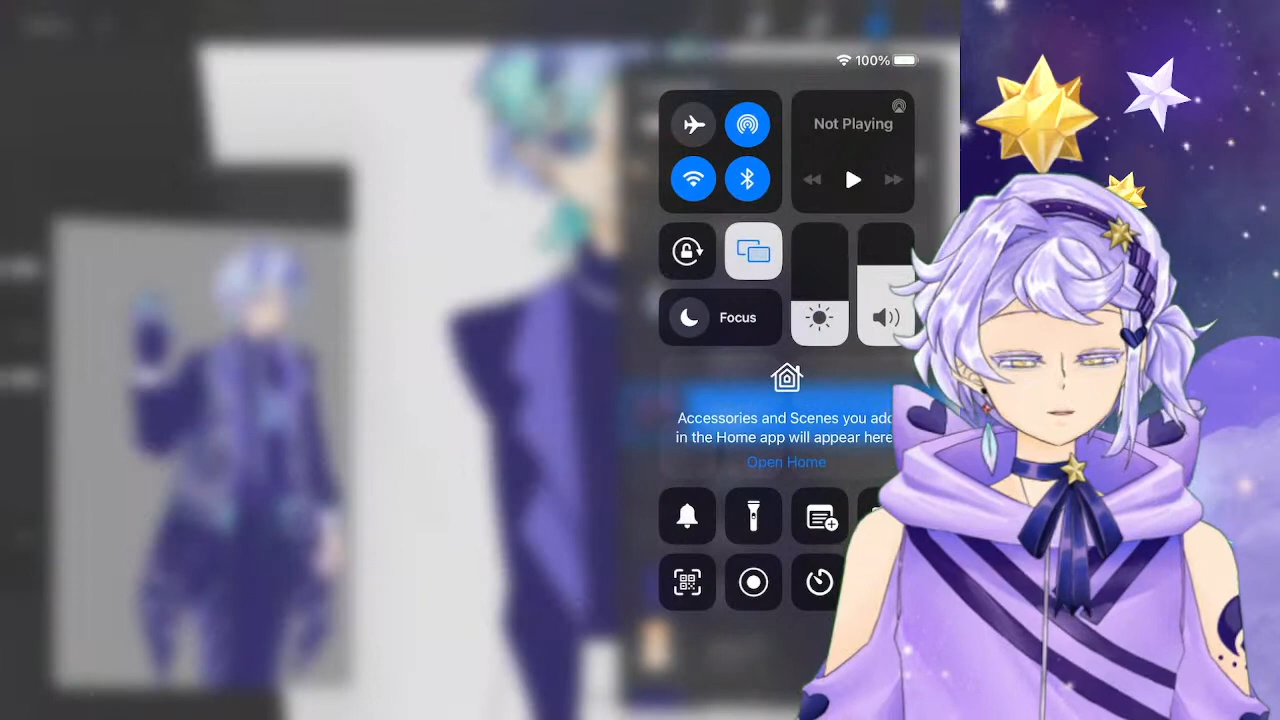 100%
Not Playing
Focus
Accessories and Scenes you add
in the Home app will appear here
Open Home